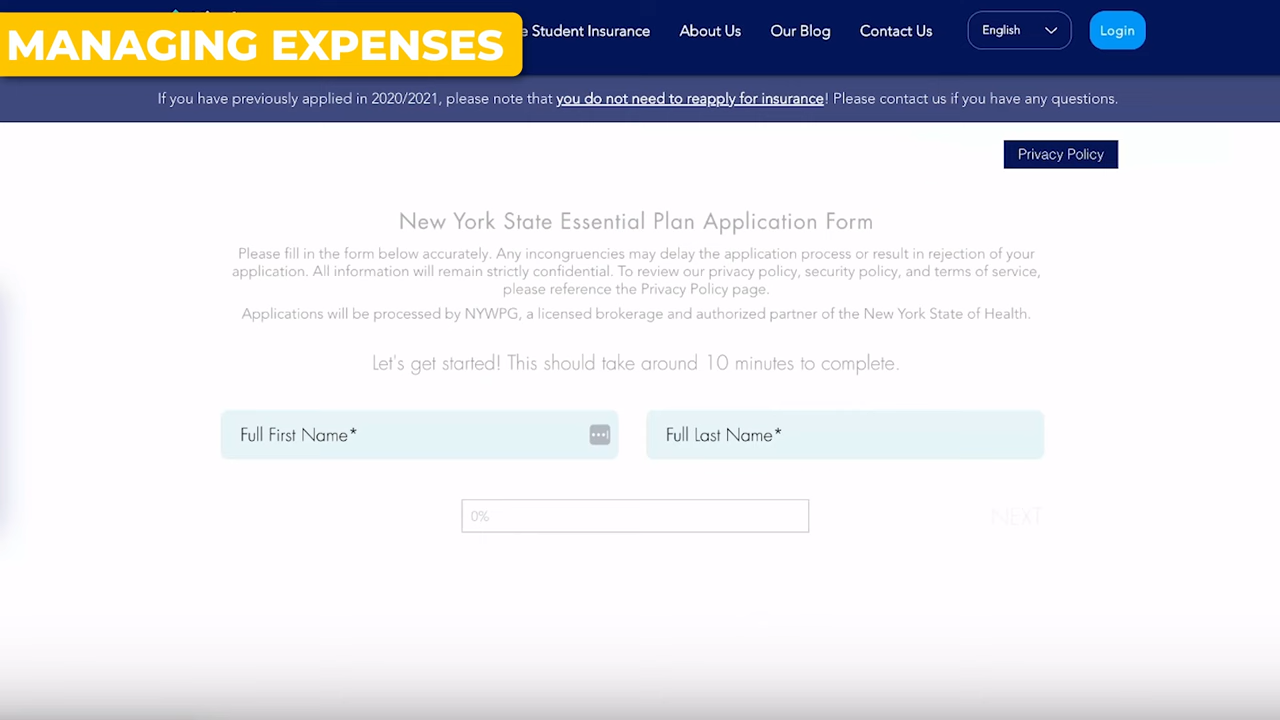 MANAGING EXPENSES
Student Insurance
About Us
Our Blog
Contact Us
English
Login
If you have previously applied in 2020/2021, please note that you do not need to reapply for insurance! Please contact us if you have any questions.
Privacy Policy
New York State Essential Plan Application Form
Please fill in the form below accurately. Any incongruencies may delay the application process or result in rejection of your
application. All information will remain strictly confidential. To review our privacy policy, security policy, and terms of service,
please reference the Privacy Policy page.
Applications will be processed by NYWPG, a licensed brokerage and authorized partner of the New York State of Health.
Let's get started! This should take around 10 minutes to complete.
Full First Name*
Full Last Name*
0%
NEXT